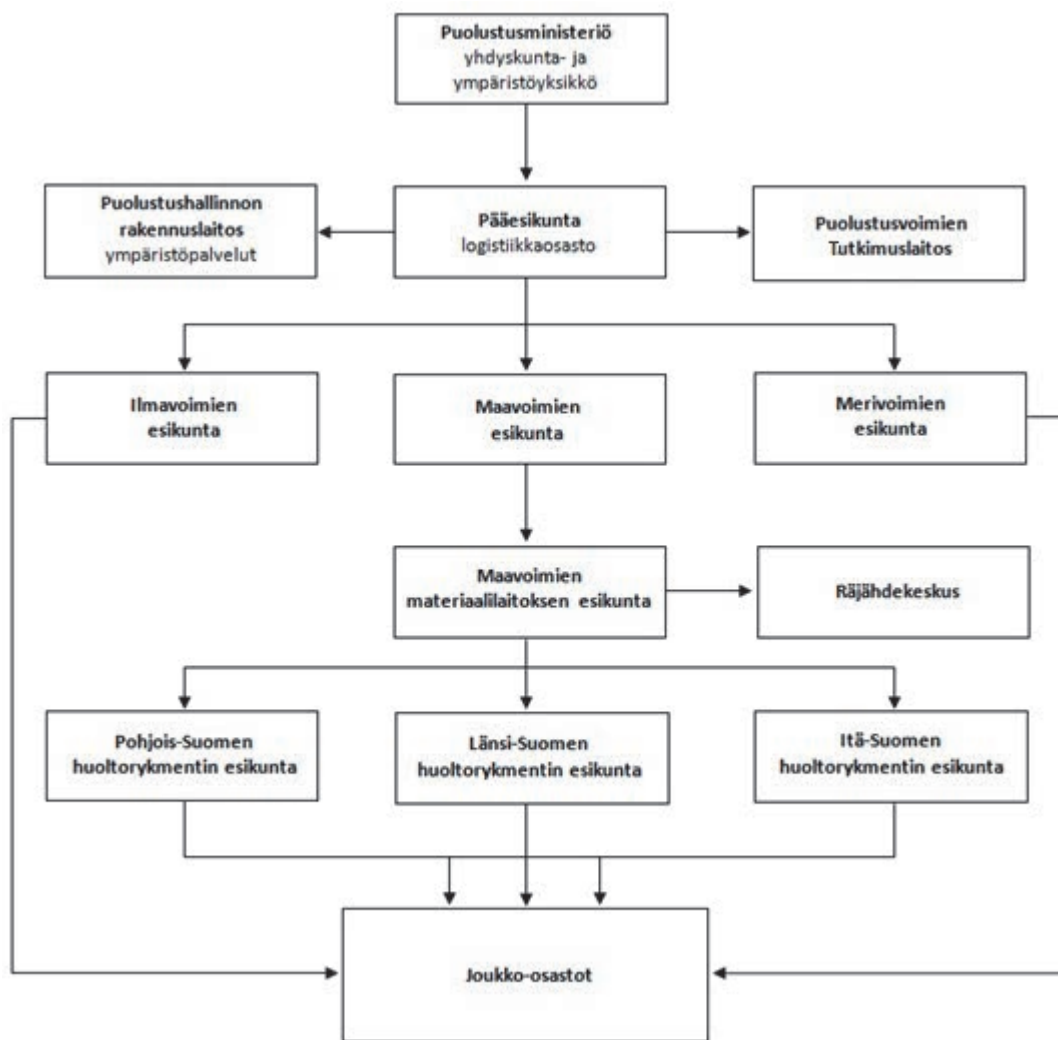 Puolustusministeriö
yhdyskunta- ja
ympäristöyksikkö
Puolustushallinnon
rakennuslaitos
ympäristöpalvelut
Pääesikunta
logistiikkaosasto
Puolustusvoimien
Tutkimuslaitos
Ilmavoimien
esikunta
Maavoimien
esikunta
Merivoimien
esikunta
Maavoimien
materiaalilaitoksen esikunta
Räjähdekeskus
Pohjois-Suomen
huoltorykmentin esikunta
Länsi-Suomen
huoltorykmentin esikunta
Itä-Suomen
huoltorykmentin esikunta
Joukko-osastot